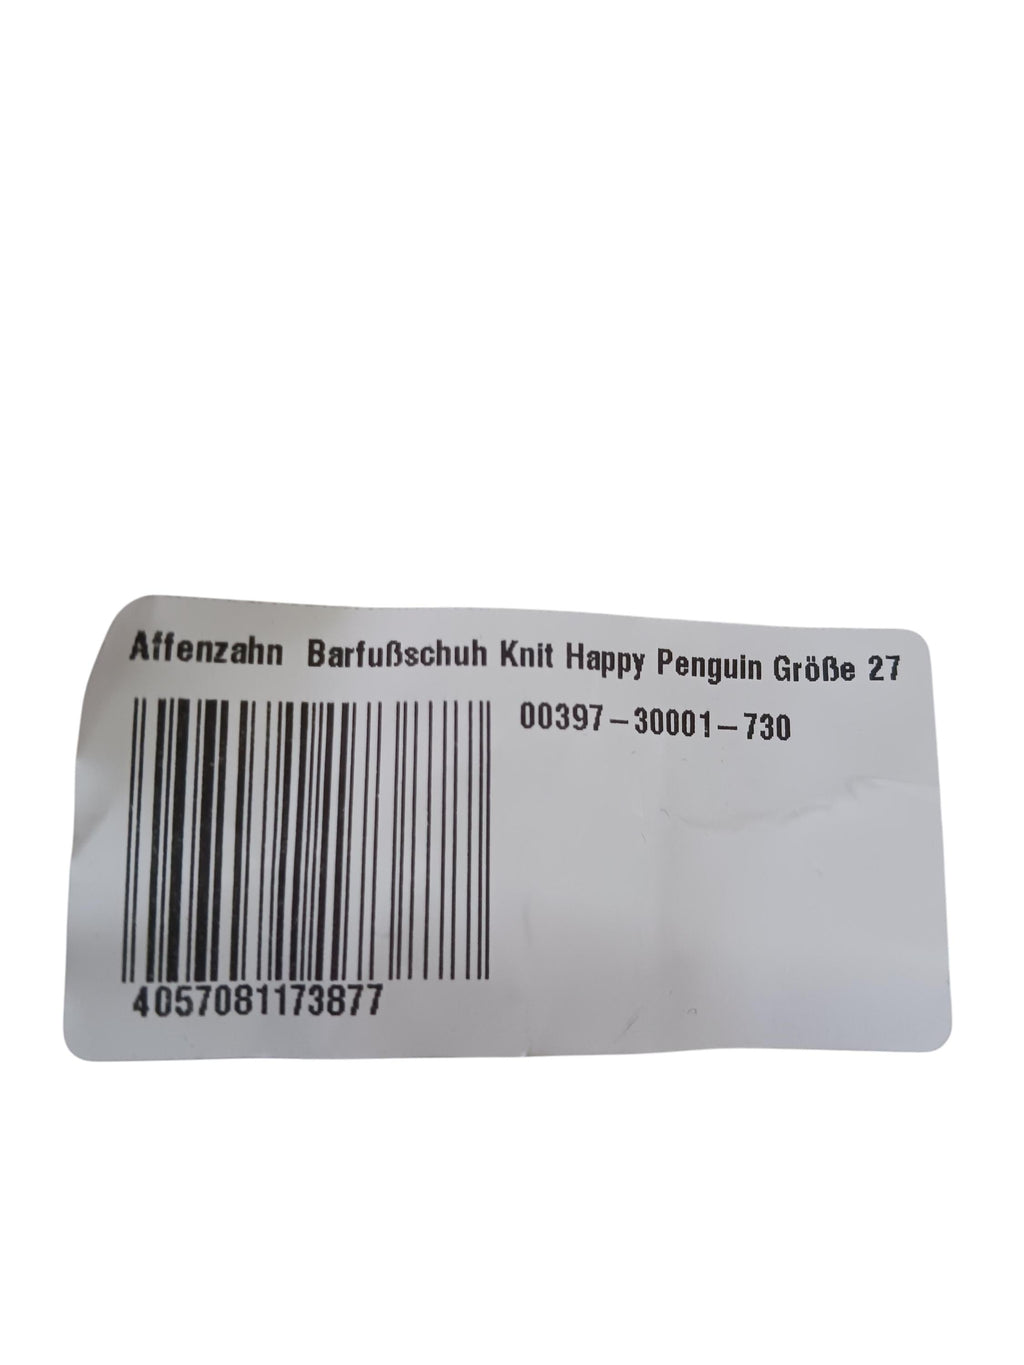 Affenzahn Barfußschuh Knit Happy Penguin Größe 27
00397-30001-730
4057081173877